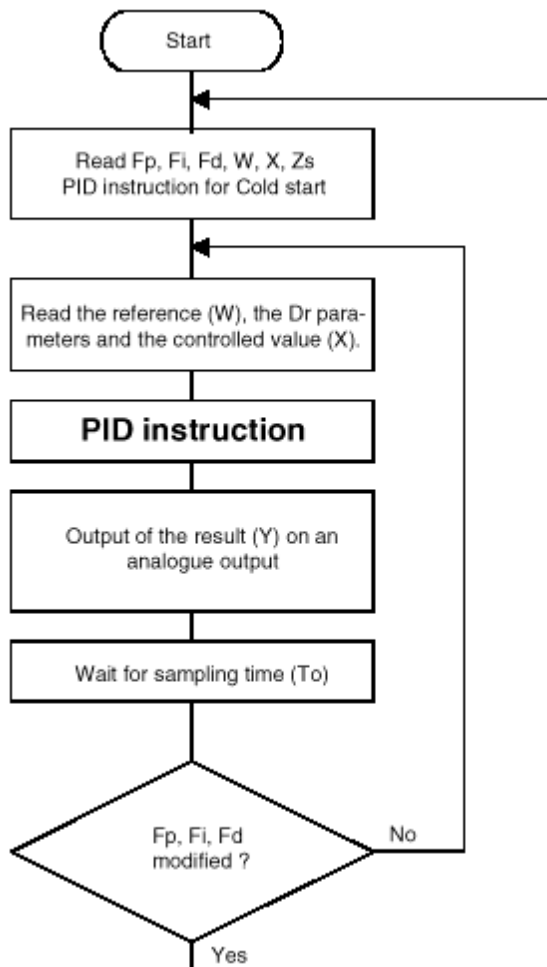 Start
Read Fp, Fi, Fd, W, X, Zs
PID instruction for Cold start
Read the reference (W), the Dr para-
meters and the controlled value (X).
PID instruction
Output of the result (Y) on an
analogue output
Wait for sampling time (To)
Fp, Fi, Fd
modified ?
No
Yes